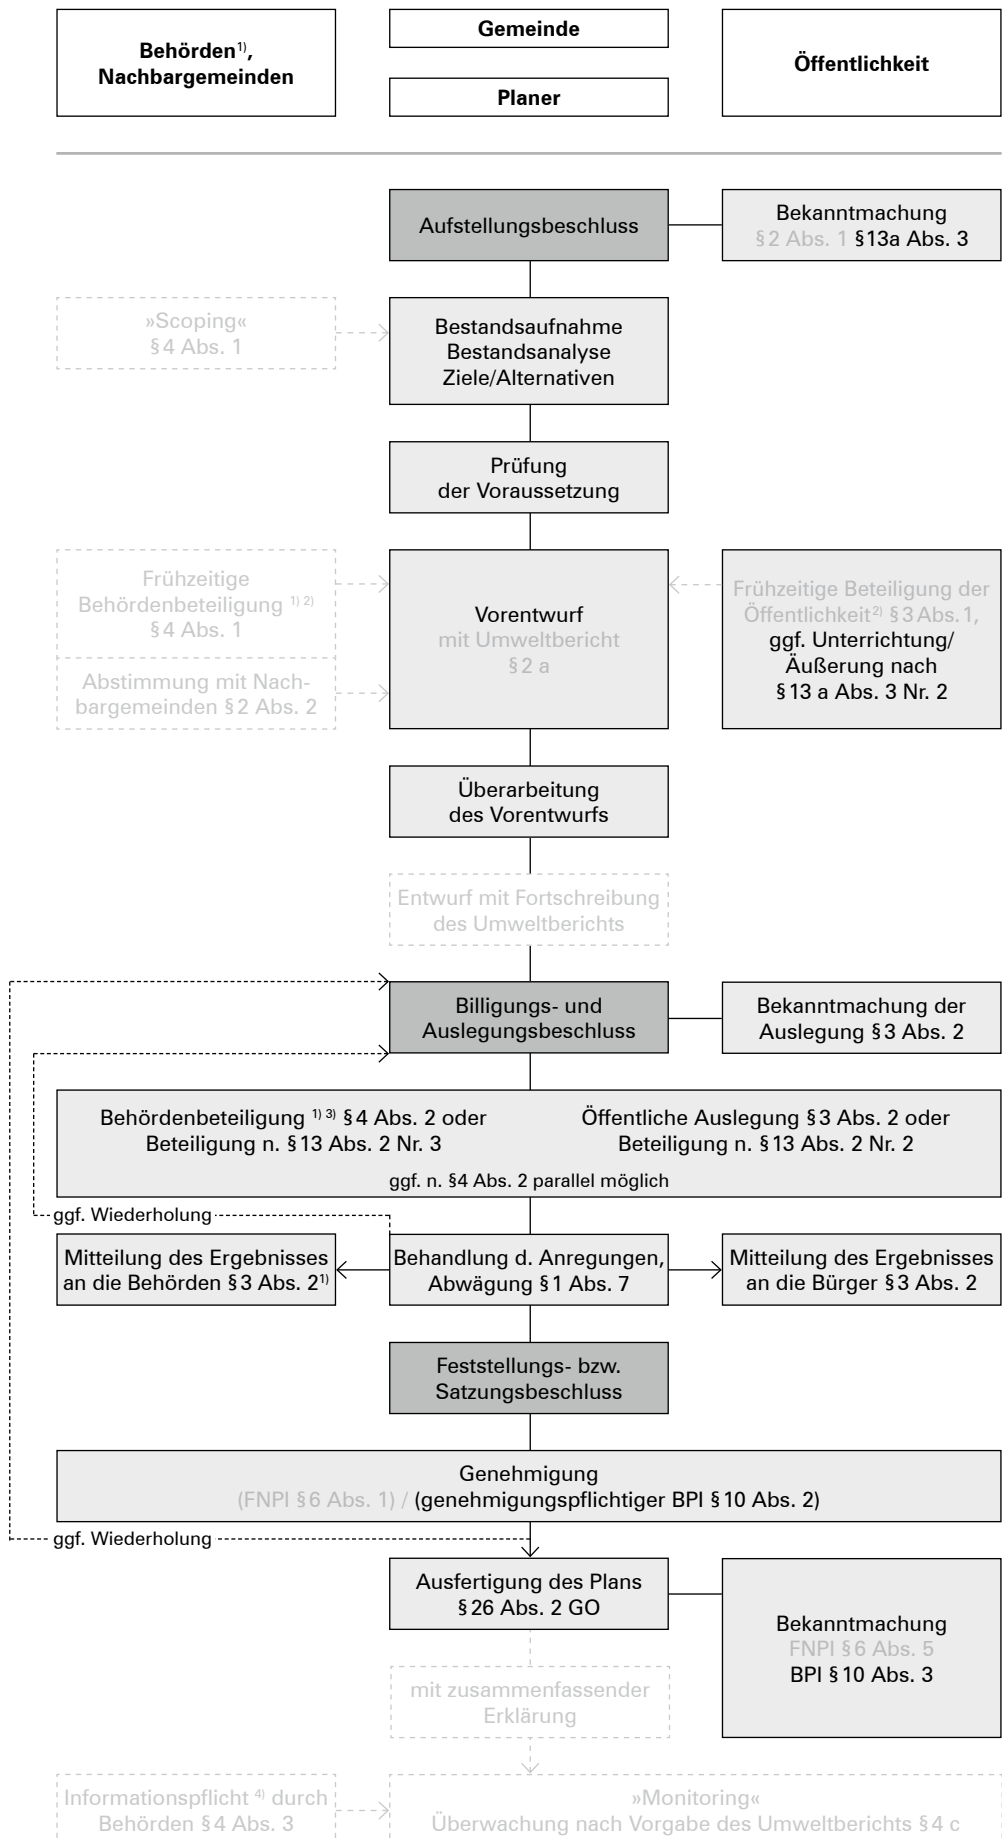 Behörden¹⁾,
Nachbargemeinden
Gemeinde
Planer
Öffentlichkeit
Aufstellungsbeschluss
Bekanntmachung
§2 Abs. 1 §13a Abs. 3
»Scoping«
§4 Abs. 1
Bestandsaufnahme
Bestandsanalyse
Ziele/Alternativen
Prüfung
der Voraussetzung
Frühzeitige
Behördenbeteiligung ¹⁾ ²⁾
§4 Abs. 1
Abstimmung mit Nach-
bargemeinden §2 Abs. 2
Vorentwurf
mit Umweltbericht
§2 a
Frühzeitige Beteiligung der
Öffentlichkeit²⁾ §3 Abs. 1,
ggf. Unterrichtung/
Äußerung nach
§13 a Abs. 3 Nr. 2
Überarbeitung
des Vorentwurfs
Entwurf mit Fortschreibung
des Umweltberichts
Billigungs- und
Auslegungsbeschluss
Bekanntmachung der
Auslegung §3 Abs. 2
Behördenbeteiligung ¹⁾ ³⁾ §4 Abs. 2 oder
Beteiligung n. §13 Abs. 2 Nr. 3
Öffentliche Auslegung §3 Abs. 2 oder
Beteiligung n. §13 Abs. 2 Nr. 2
ggf. n. §4 Abs. 2 parallel möglich
ggf. Wiederholung
Mitteilung des Ergebnisses
an die Behörden §3 Abs. 2¹⁾
Behandlung d. Anregungen,
Abwägung §1 Abs. 7
Mitteilung des Ergebnisses
an die Bürger §3 Abs. 2
Feststellungs- bzw.
Satzungsbeschluss
Genehmigung
(FNPl §6 Abs. 1) / (genehmigungspflichtiger BPl §10 Abs. 2)
ggf. Wiederholung
Ausfertigung des Plans
§26 Abs. 2 GO
Bekanntmachung
FNPl §6 Abs. 5
BPl §10 Abs. 3
mit zusammenfassender
Erklärung
Informationspflicht ⁴⁾ durch
Behörden §4 Abs. 3
»Monitoring«
Überwachung nach Vorgabe des Umweltberichts §4 c